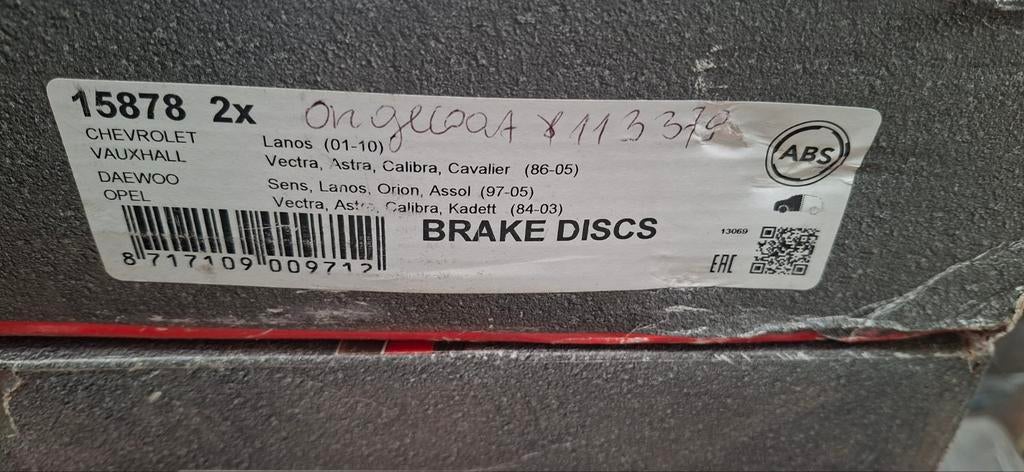 15878 2x
Ongecoat
CHEVROLET Lanos (01-10)
VAUXHALL Vectra, Astra, Calibra, Cavalier (86-05)
DAEWOO Sens, Lanos, Orion, Assol (97-05)
OPEL Vectra, Astra, Calibra, Kadett (84-03)
BRAKE DISCS
8 717109 009712
ABS
13069
EAC